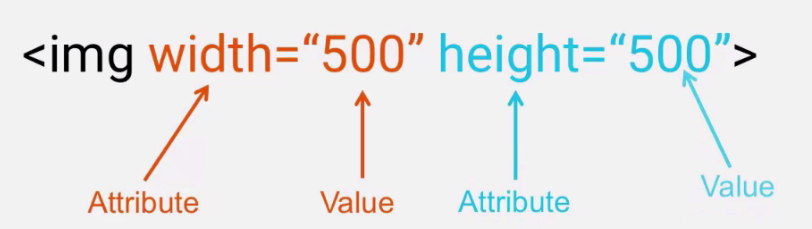 <img width=“500” height=“500”>
Attribute Value Attribute Value